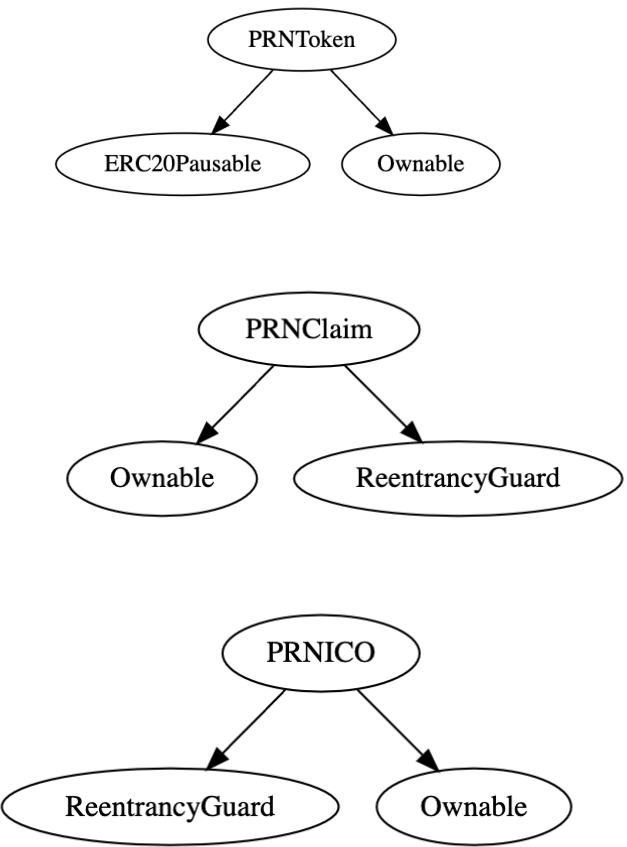 PRNToken
ERC20Pausable
Ownable
PRNClaim
Ownable
ReentrancyGuard
PRNICO
ReentrancyGuard
Ownable